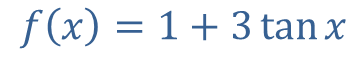 f(x) = 1 + 3 tan x